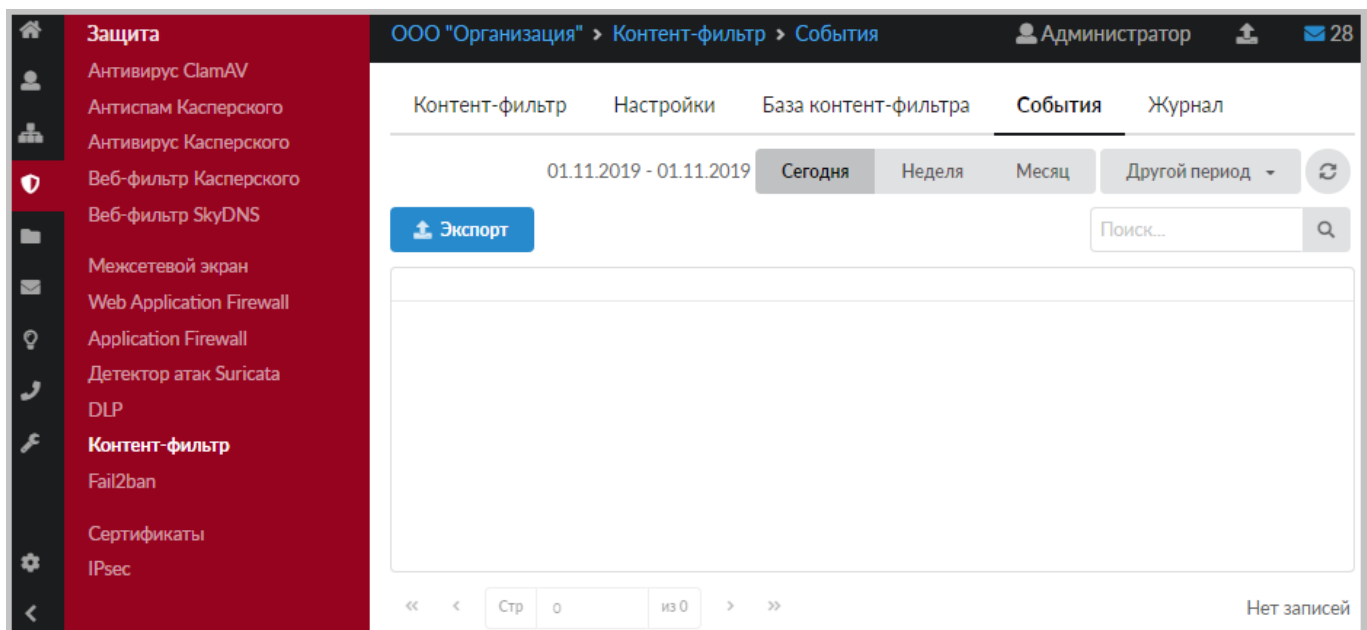 Защита
Антивирус ClamAV
Антиспам Касперского
Антивирус Касперского
Веб-фильтр Касперского
Веб-фильтр SkyDNS
Межсетевой экран
Web Application Firewall
Application Firewall
Детектор атак Suricata
DLP
Контент-фильтр
Fail2ban
Сертификаты
IPsec
ООО "Организация" > Контент-фильтр > События Администратор 28
Контент-фильтр Настройки База контент-фильтра События Журнал
01.11.2019 - 01.11.2019 Сегодня Неделя Месяц Другой период
Экспорт Поиск...
<< < Стр 0 из 0 > >> Нет записей